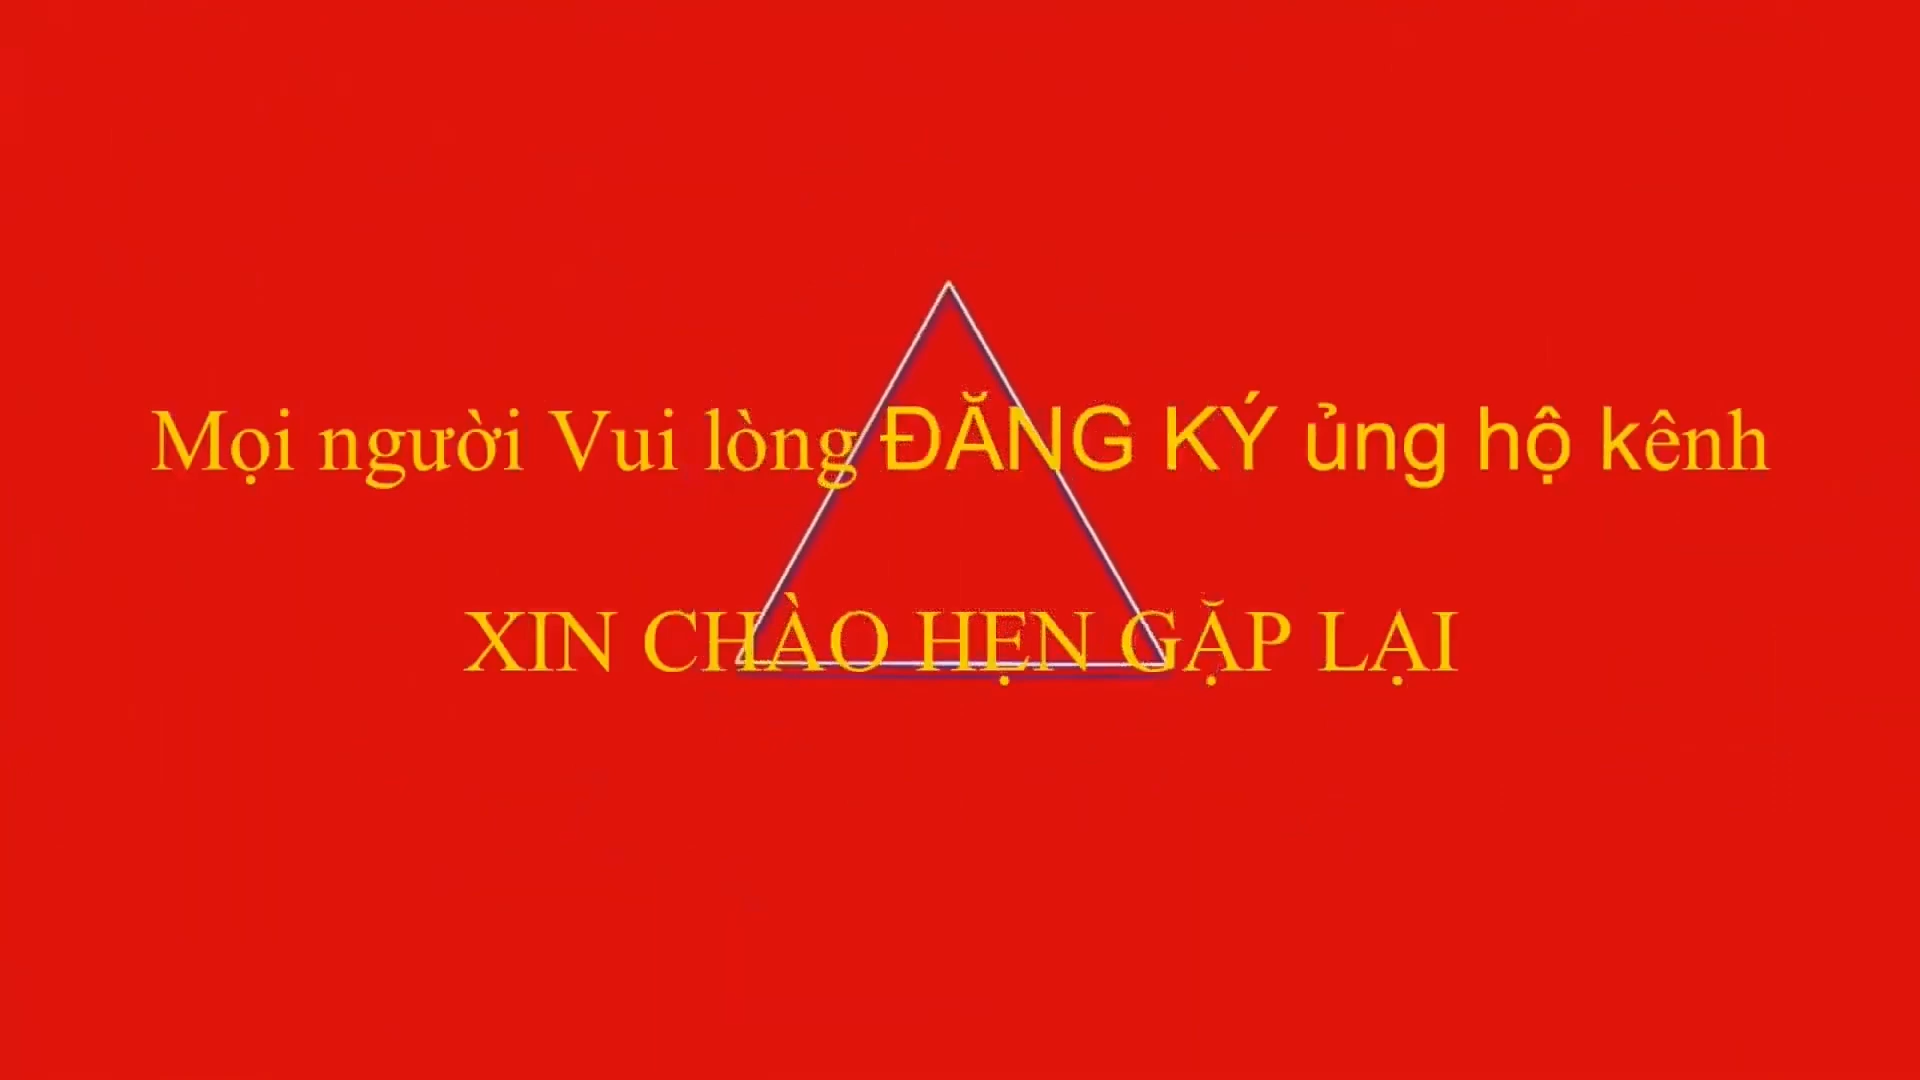 Mọi người Vui lòng ĐĂNG KÝ ủng hộ kênh
XIN CHÀO HẸN GẶP LẠI